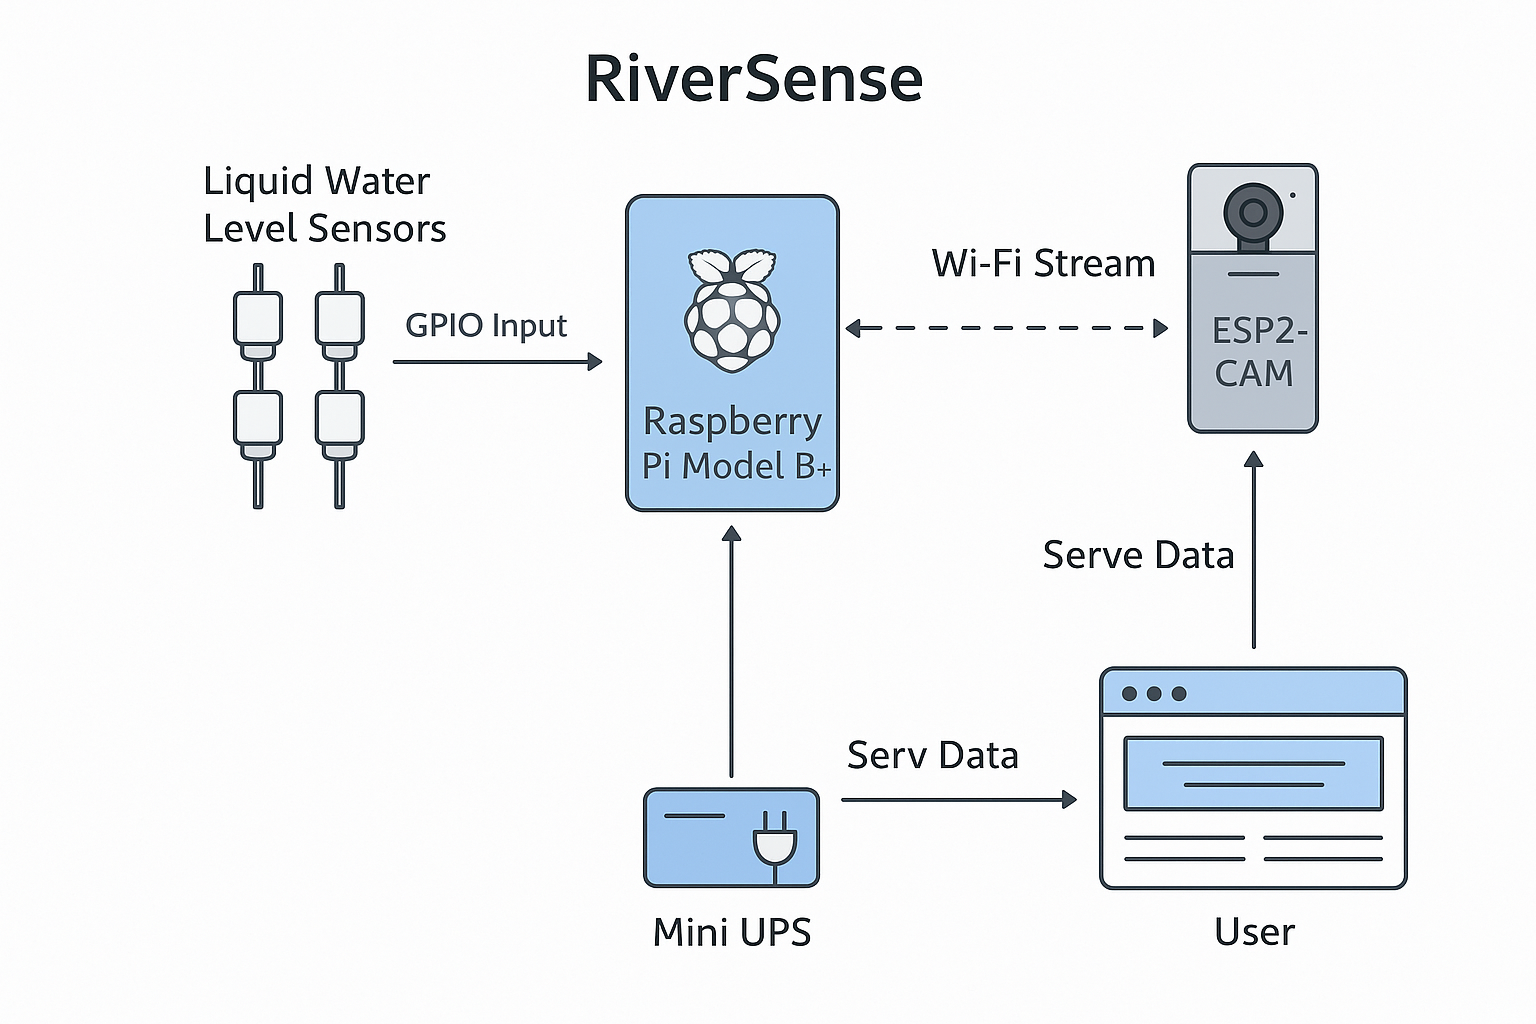 RiverSense
Liquid Water
Level Sensors
GPIO Input
Raspberry
Pi Model B+
Wi-Fi Stream
ESP2-
CAM
Serve Data
Serv Data
Mini UPS
User